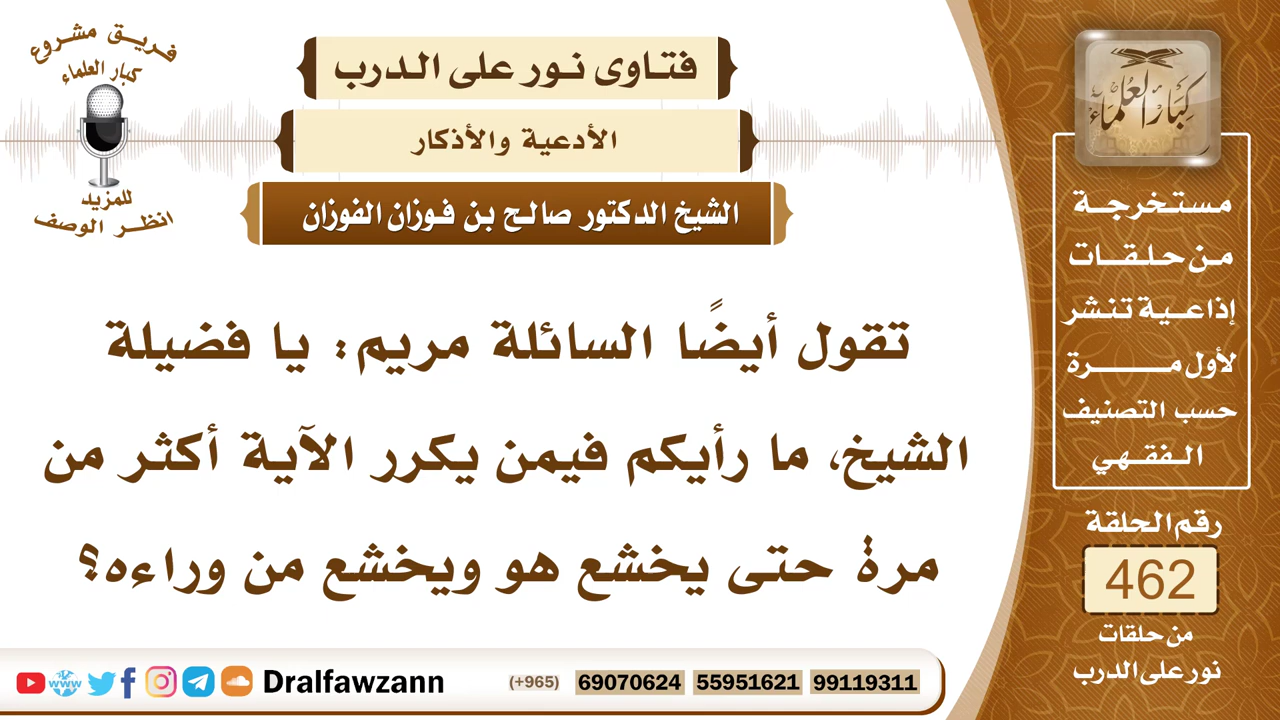 فريق مشروع
كبار العلماء
للمزيد
انظر الوصف
فتاوى نور على الدرب
الأدعية والأذكار
الشيخ الدكتور صالح بن فوزان الفوزان
تقول أيضًا السائلة مريم: يا فضيلة
الشيخ، ما رأيكم فيمن يكرر الآية أكثر من
مرة حتى يخشع هو ويخشع من وراءه؟
كبار العلماء
مستخرجة
من حلقات
إذاعية تنشر
لأول مرة
حسب التصنيف
الفقهي
رقم الحلقة
462
من حلقات
نور على الدرب
www
Dralfawzann
(+965) 69070624 55951621 99119311